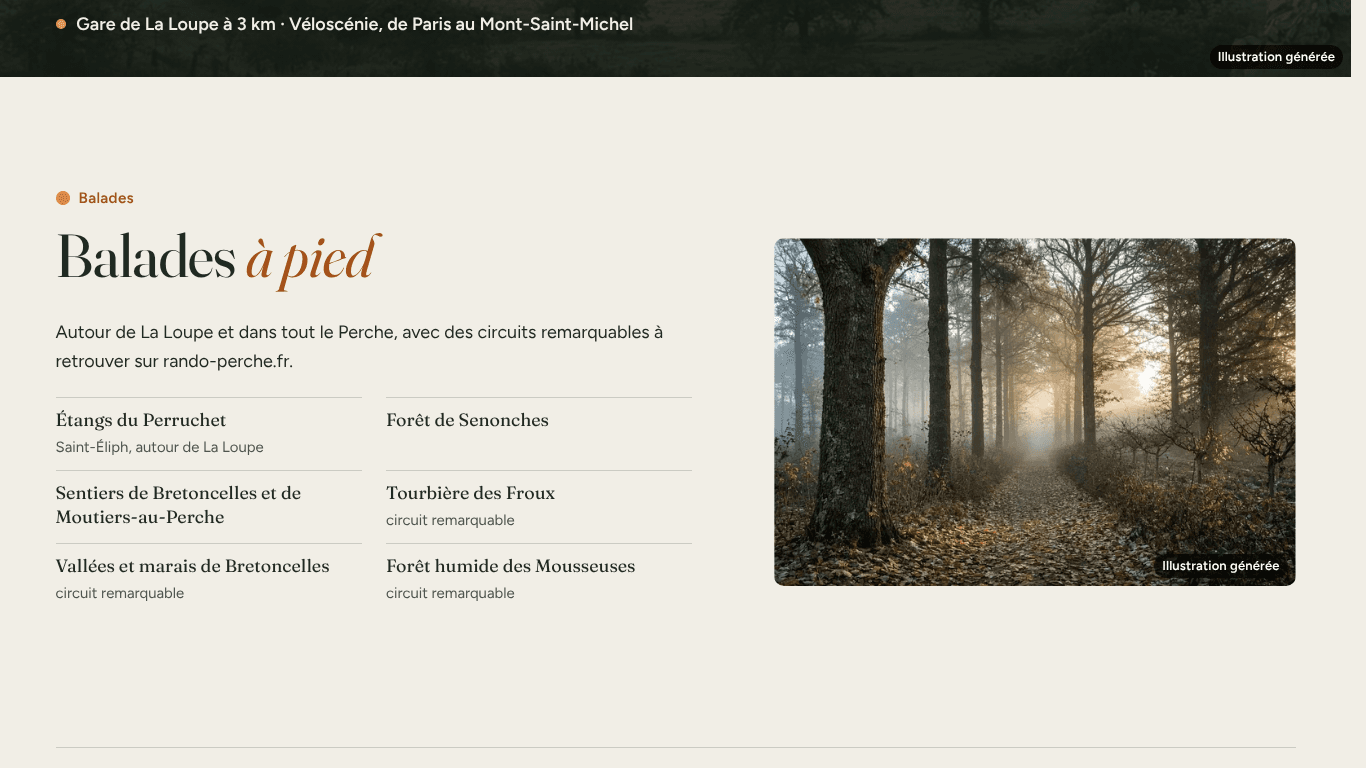 Gare de La Loupe à 3 km · Véloscénie, de Paris au Mont-Saint-Michel
Illustration générée
Balades
Balades à pied
Autour de La Loupe et dans tout le Perche, avec des circuits remarquables à
retrouver sur rando-perche.fr.
Étangs du Perruchet
Saint-Éliph, autour de La Loupe
Forêt de Senonches
Sentiers de Bretoncelles et de
Moutiers-au-Perche
Tourbière des Froux
circuit remarquable
Vallées et marais de Bretoncelles
circuit remarquable
Forêt humide des Mousseuses
circuit remarquable
Illustration générée